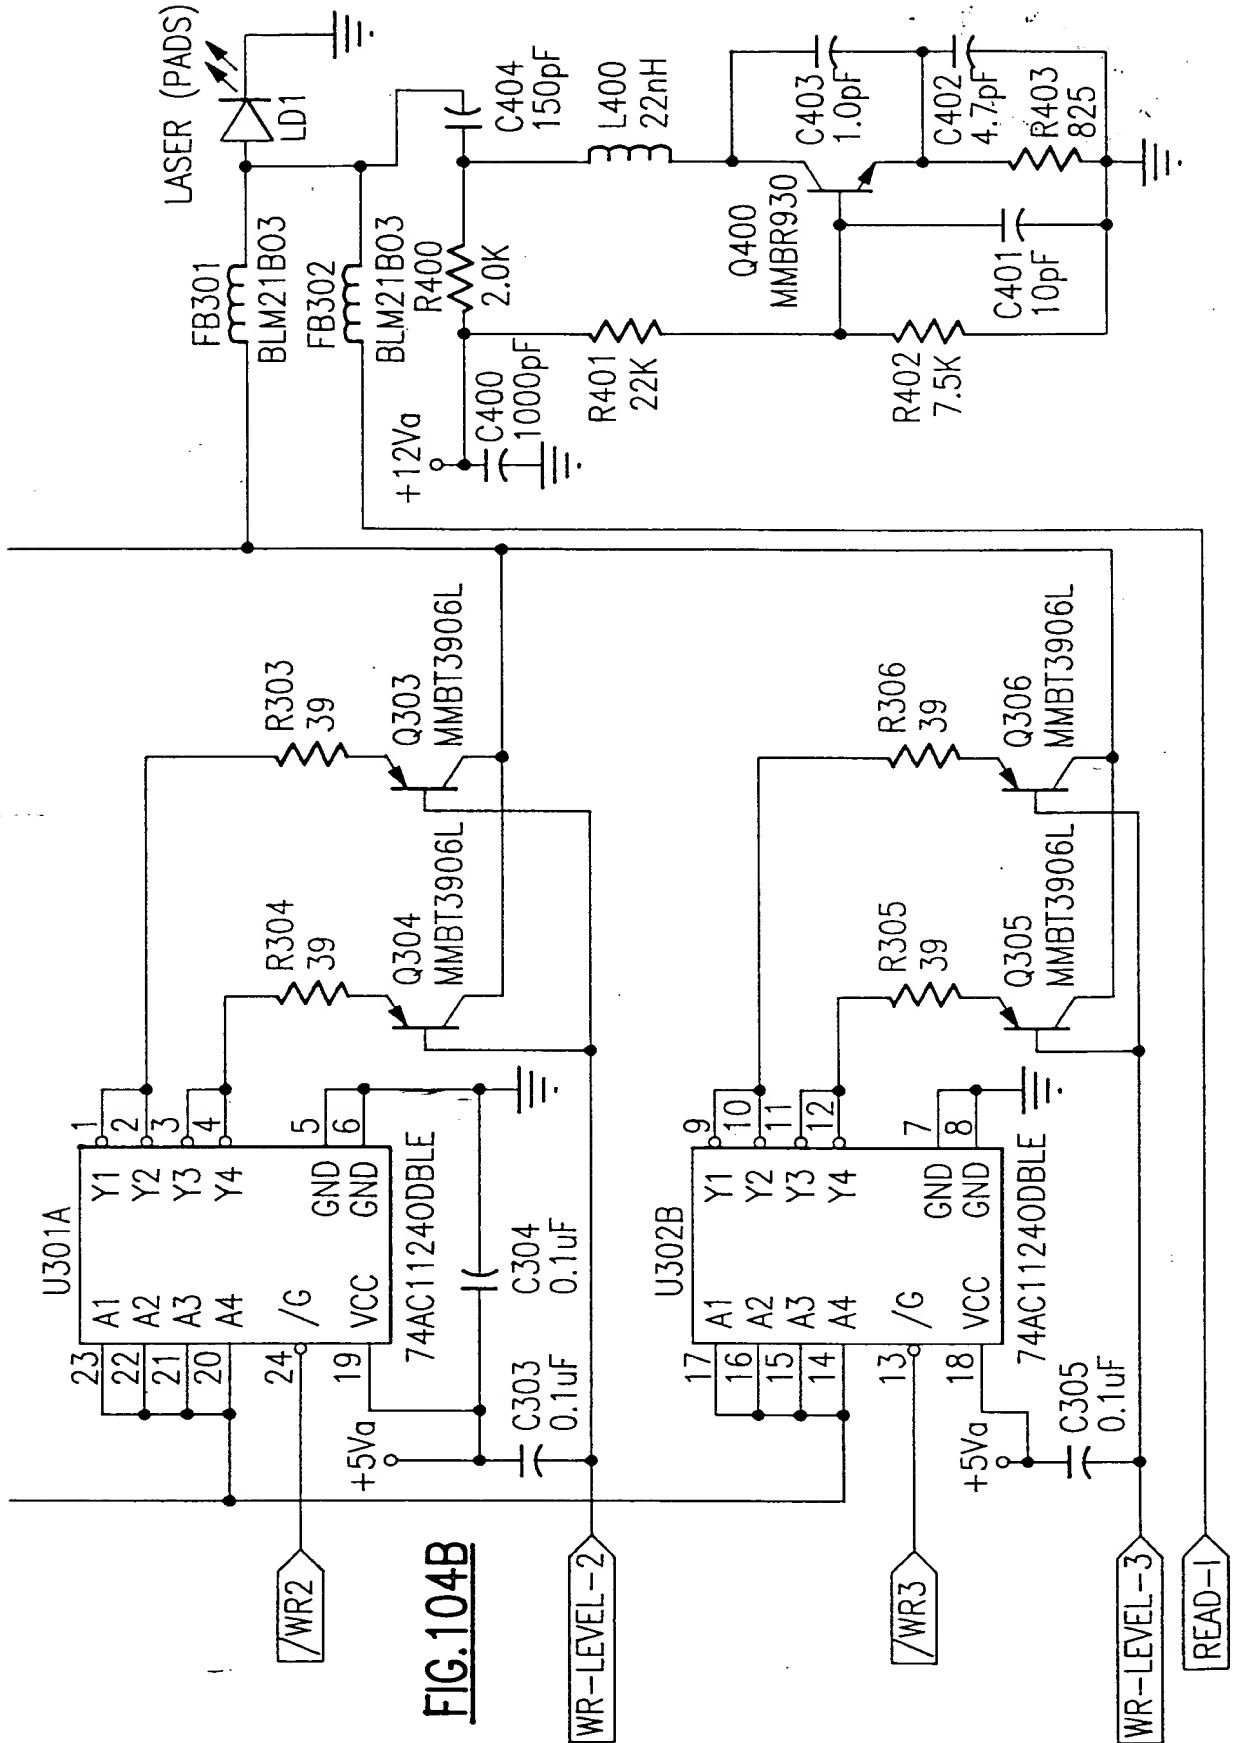 LASER (PADS)
LD1
FB301
BLM21B03
FB302
BLM21B03
R400
2.0K
C404
150pF
L400
22nH
C403
1.0pF
C402
4.7pF
R403
825
Q400
MMBR930
C401
10pF
+12Va
C400
1000pF
R401
22K
R402
7.5K
R303
39
Q303
MMBT3906L
R304
39
Q304
MMBT3906L
R306
39
Q306
MMBT3906L
R305
39
Q305
MMBT3906L
U301A
23
22
21
20
24
19
A1
A2
A3
A4
/G
VCC
Y1
Y2
Y3
Y4
GND
GND
1
2
3
4
5
6
74AC11240DBLE
C304
0.1uF
C303
0.1uF
+5Va
U302B
17
16
15
14
13
18
A1
A2
A3
A4
/G
VCC
Y1
Y2
Y3
Y4
GND
GND
9
10
11
12
7
8
74AC11240DBLE
C305
0.1uF
+5Va
/WR2
WR-LEVEL-2
/WR3
WR-LEVEL-3
READ-1
FIG.104B